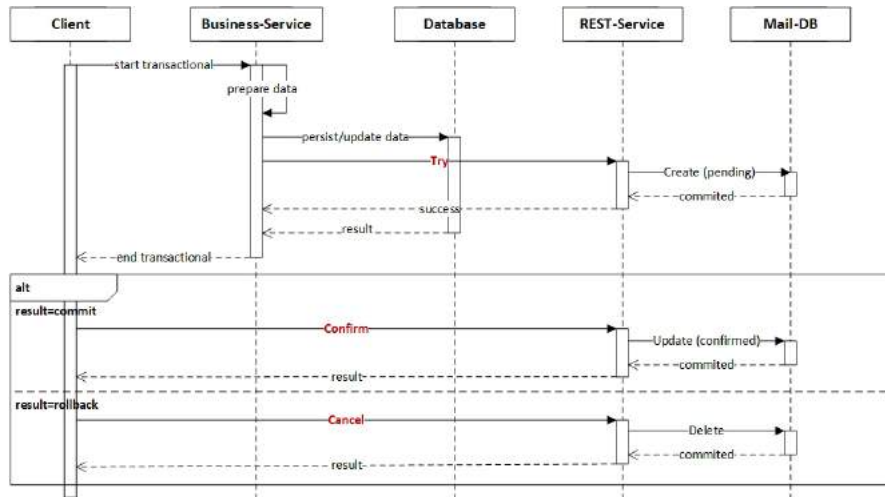 Client
Business-Service
Database
REST-Service
Mail-DB
start transactional
prepare data
persist/update data
Try
Create (pending)
commited
success
result
end transactional
alt
result=commit
Confirm
Update (confirmed)
commited
result
result=rollback
Cancel
Delete
commited
result